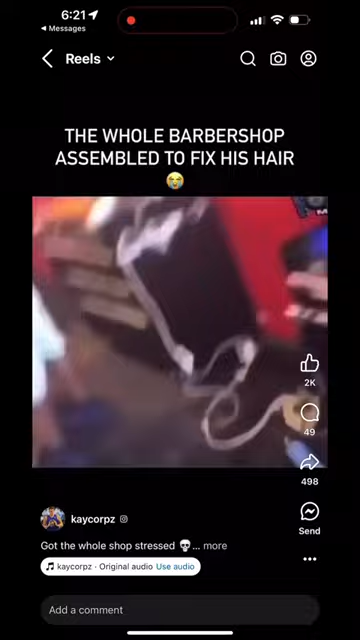 6:21
Messages
Reels
THE WHOLE BARBERSHOP
ASSEMBLED TO FIX HIS HAIR
😭
2K
49
498
kaycorpz
Send
Got the whole shop stressed 💀... more
kaycorpz · Original audio Use audio
Add a comment